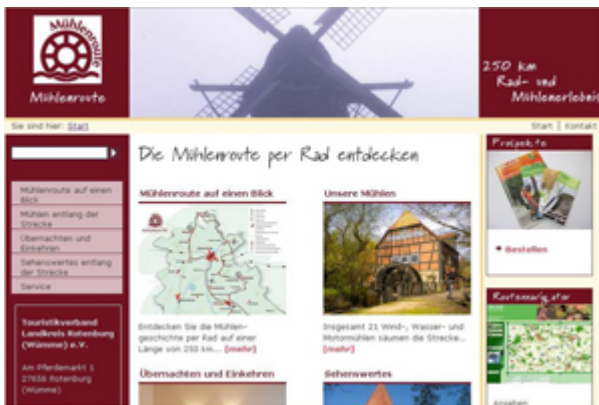 Mühlenroute
Mühlenroute
250 km
Rad- und
Mühlenerlebnis
Sie sind hier: Start
Start | Kontakt
Mühlenroute auf einen
Blick
Mühlen entlang der
Strecke
Übernachten und
Einkehren
Sehenswertes entlang
der Strecke
Service
Touristikverband
Landkreis Rotenburg
(Wümme) e.V.
Am Pferdemarkt 1
27656 Rotenburg
(Wümme)
Die Mühlenroute per Rad entdecken
Mühlenroute auf einen Blick
Entdecken Sie die Mühlen-
geschichte per Rad auf einer
Länge von 250 km... [mehr]
Übernachten und Einkehren
Unsere Mühlen
Insgesamt 21 Wind-, Wasser- und
Motormühlen säumen die Strecke...
[mehr]
Sehenswertes
Prospekte
Bestellen
Routennavigator
Ansehen